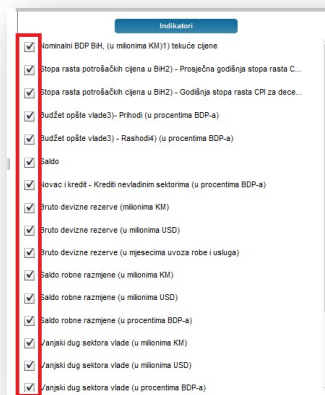 Indikatori
Nominalni BDP BiH, (u milionima KM)1) tekuće cijene
Stopa rasta potrošačkih cijena u BiH2) - Prosječna godišnja stopa rasta C...
Stopa rasta potrošačkih cijena u BiH2) - Godišnja stopa rasta CPI za dece...
Budžet opšte vlade3)- Prihodi (u procentima BDP-a)
Budžet opšte vlade3) - Rashodi4) (u procentima BDP-a)
Saldo
Novac i kredit - Krediti nevladinim sektorima (u procentima BDP-a)
Bruto devizne rezerve (milionima KM)
Bruto devizne rezerve (u milionima USD)
Bruto devizne rezerve (u mjesecima uvoza robe i usluga)
Saldo robne razmjene (u milionima KM)
Saldo robne razmjene (u milionima USD)
Saldo robne razmjene (u procentima BDP-a)
Vanjski dug sektora vlade (u milionima KM)
Vanjski dug sektora vlade (u milionima USD)
Vanjski dug sektora vlade (u procentima BDP-a)